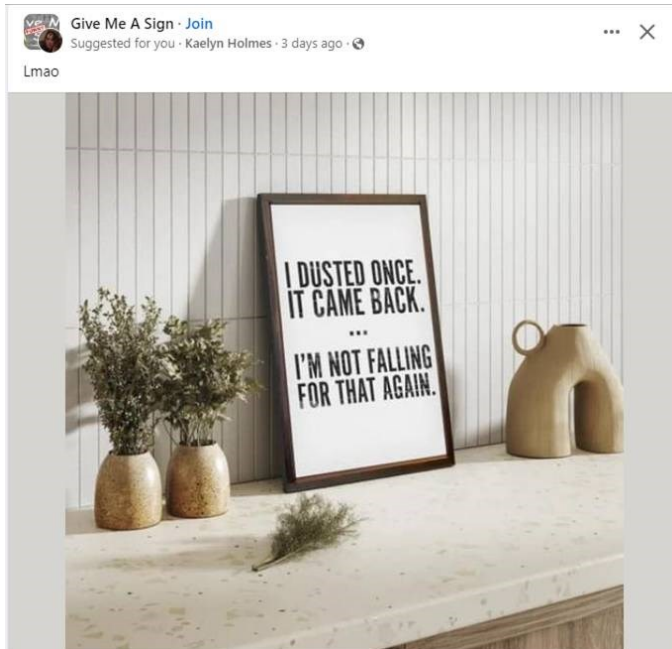 Give Me A Sign · Join
Suggested for you · Kaelyn Holmes · 3 days ago ·
Lmao
I DUSTED ONCE.
IT CAME BACK.
...
I'M NOT FALLING
FOR THAT AGAIN.